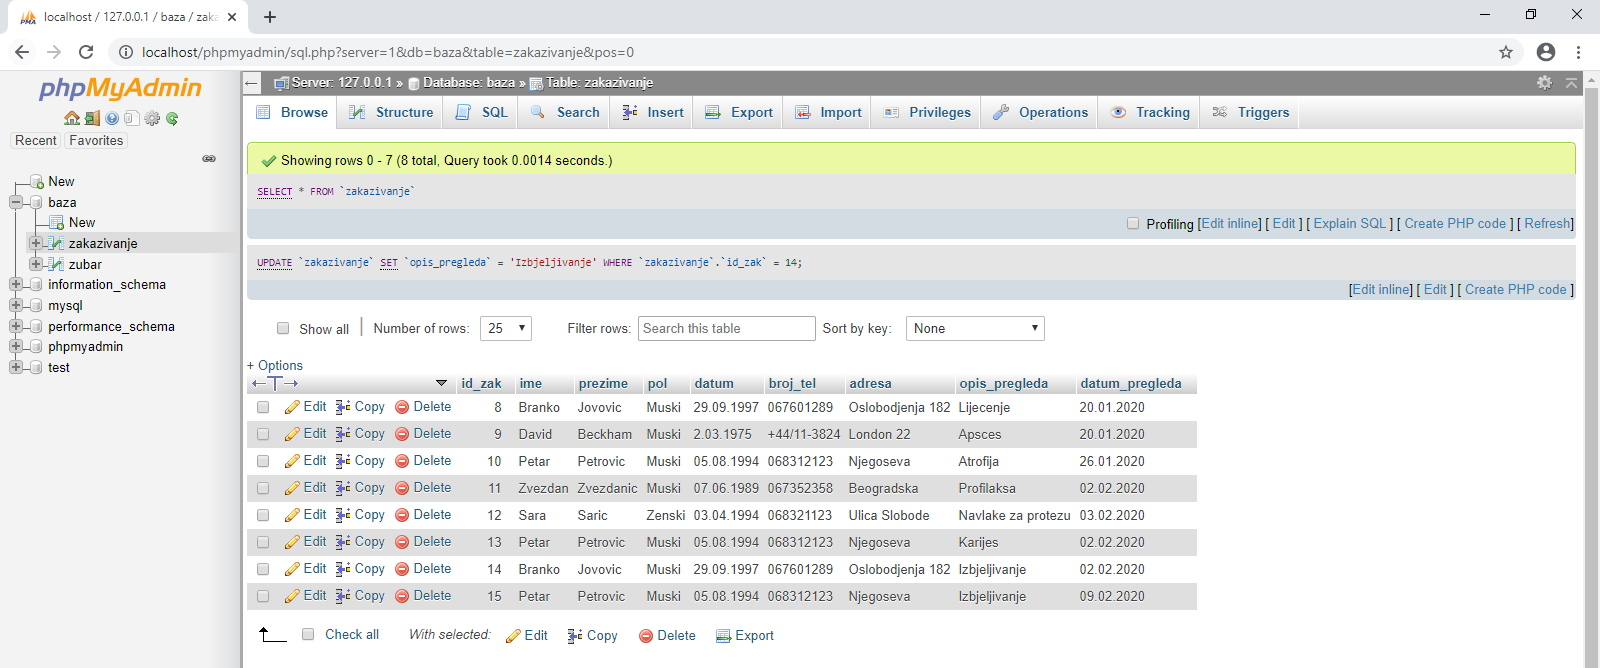 localhost / 127.0.0.1 / baza / zaka
localhost/phpmyadmin/sql.php?server=1&db=baza&table=zakazivanje&pos=0
phpMyAdmin
Recent Favorites
New
baza
New
zakazivanje
zubar
information_schema
mysql
performance_schema
phpmyadmin
test
Server: 127.0.0.1 » Database: baza » Table: zakazivanje
Browse Structure SQL Search Insert Export Import Privileges Operations Tracking Triggers
Showing rows 0 - 7 (8 total, Query took 0.0014 seconds.)
SELECT * FROM `zakazivanje`
Profiling [Edit inline] [ Edit ] [ Explain SQL ] [ Create PHP code ] [ Refresh]
UPDATE `zakazivanje` SET `opis_pregleda` = 'Izbjeljivanje' WHERE `zakazivanje`.`id_zak` = 14;
[Edit inline] [ Edit ] [ Create PHP code ]
Show all | Number of rows: 25 Filter rows: Search this table Sort by key: None
+ Options
←T→ id_zak ime prezime pol datum broj_tel adresa opis_pregleda datum_pregleda
Edit Copy Delete 8 Branko Jovovic Muski 29.09.1997 067601289 Oslobodjenja 182 Lijecenje 20.01.2020
Edit Copy Delete 9 David Beckham Muski 2.03.1975 +44/11-3824 London 22 Apsces 20.01.2020
Edit Copy Delete 10 Petar Petrovic Muski 05.08.1994 068312123 Njegoseva Atrofija 26.01.2020
Edit Copy Delete 11 Zvezdan Zvezdanic Muski 07.06.1989 067352358 Beogradska Profilaksa 02.02.2020
Edit Copy Delete 12 Sara Saric Zenski 03.04.1994 068321123 Ulica Slobode Navlake za protezu 03.02.2020
Edit Copy Delete 13 Petar Petrovic Muski 05.08.1994 068312123 Njegoseva Karijes 02.02.2020
Edit Copy Delete 14 Branko Jovovic Muski 29.09.1997 067601289 Oslobodjenja 182 Izbjeljivanje 02.02.2020
Edit Copy Delete 15 Petar Petrovic Muski 05.08.1994 068312123 Njegoseva Izbjeljivanje 09.02.2020
Check all With selected: Edit Copy Delete Export